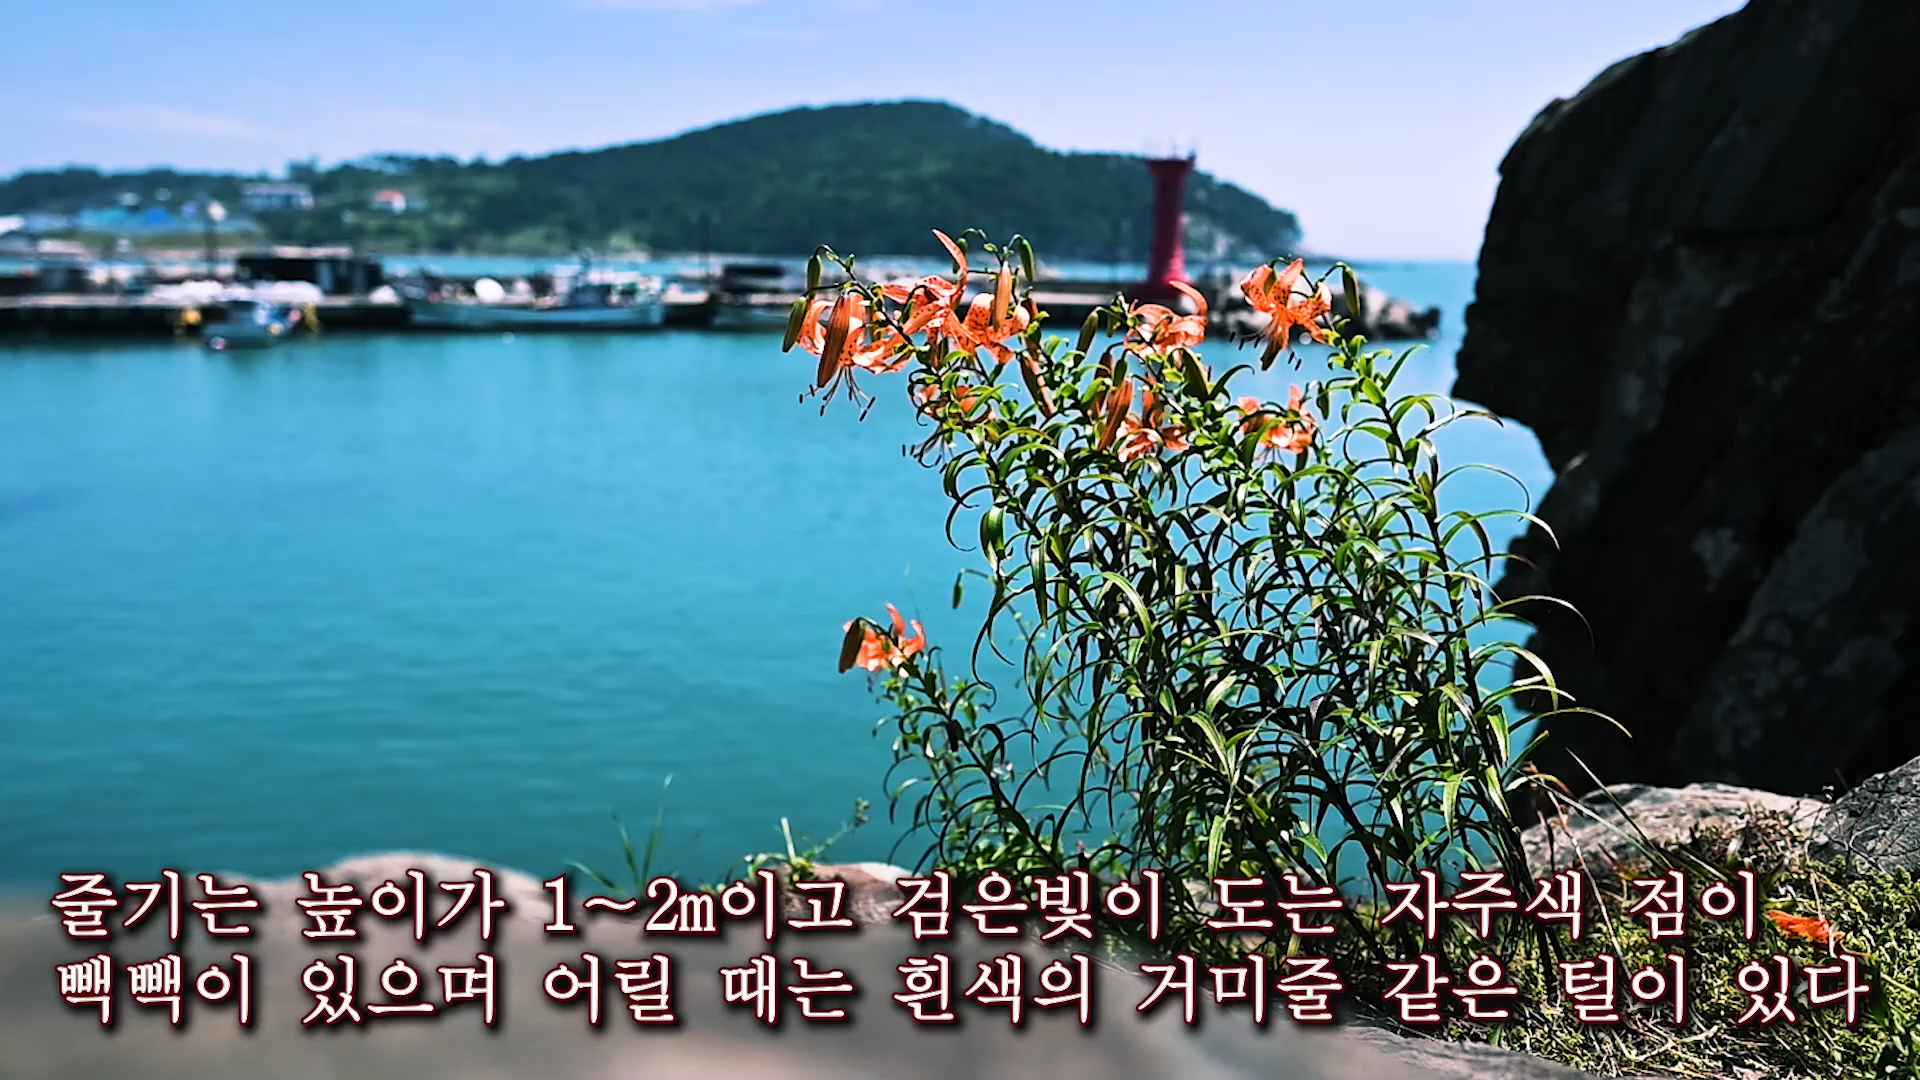 줄기는 높이가 1~2m이고 검은빛이 도는 자주색 점이
빽빽이 있으며 어릴 때는 흰색의 거미줄 같은 털이 있다